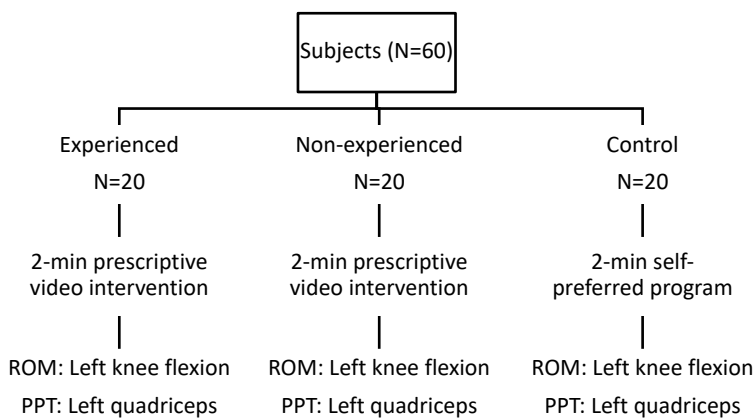 Subjects (N=60)
Experienced
N=20
Non-experienced
N=20
Control
N=20
2-min prescriptive
video intervention
2-min prescriptive
video intervention
2-min self-
preferred program
ROM: Left knee flexion
PPT: Left quadriceps
ROM: Left knee flexion
PPT: Left quadriceps
ROM: Left knee flexion
PPT: Left quadriceps